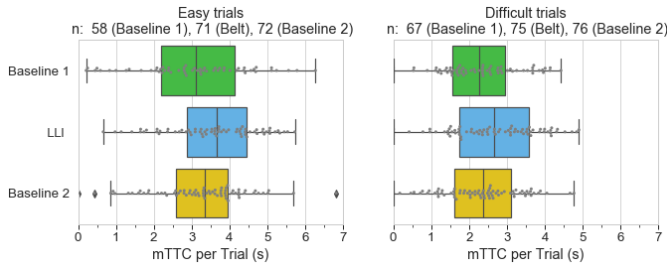 Easy trials
n:  58 (Baseline 1), 71 (Belt), 72 (Baseline 2)
Difficult trials
n:  67 (Baseline 1), 75 (Belt), 76 (Baseline 2)
Baseline 1
LLI
Baseline 2
0 1 2 3 4 5 6 7
mTTC per Trial (s)
0 1 2 3 4 5 6 7
mTTC per Trial (s)